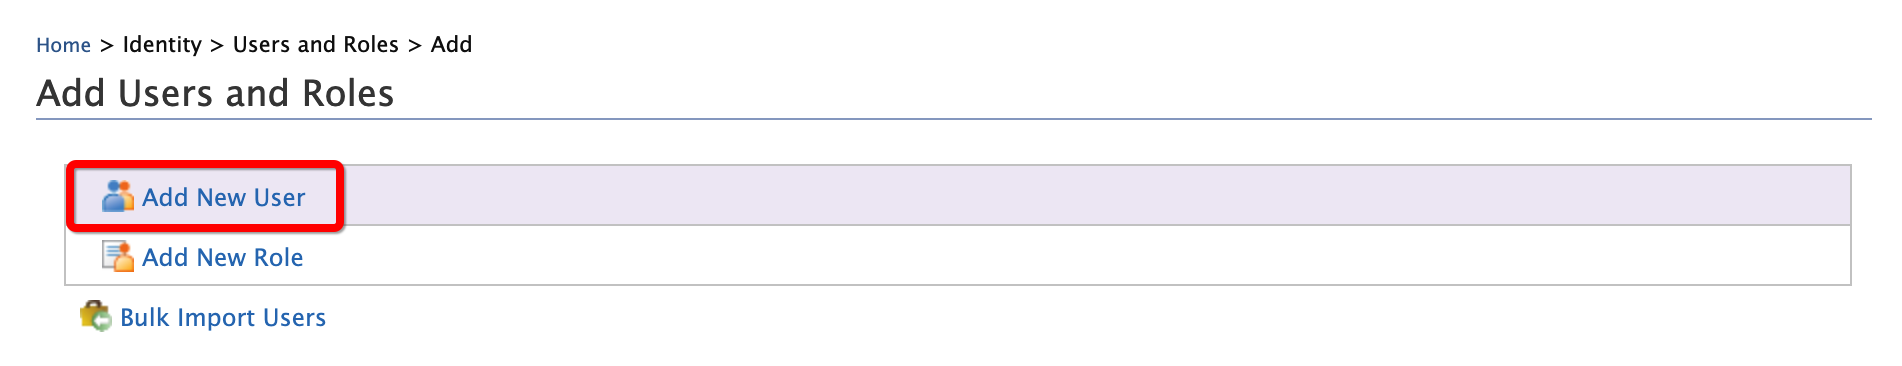 Home > Identity > Users and Roles > Add
Add Users and Roles
Add New User
Add New Role
Bulk Import Users